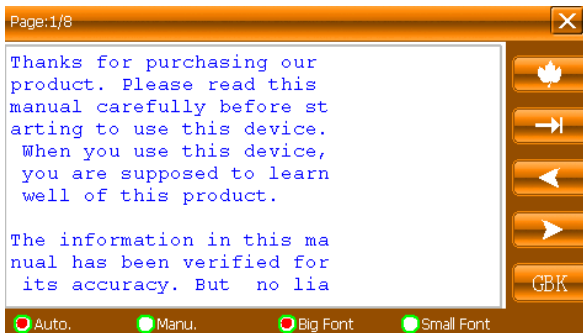 Page:1/8
Thanks for purchasing our
product. Please read this
manual carefully before st
arting to use this device.
When you use this device,
you are supposed to learn
well of this product.
The information in this ma
nual has been verified for
its accuracy. But  no lia
GBK
Auto. Manu. Big Font Small Font